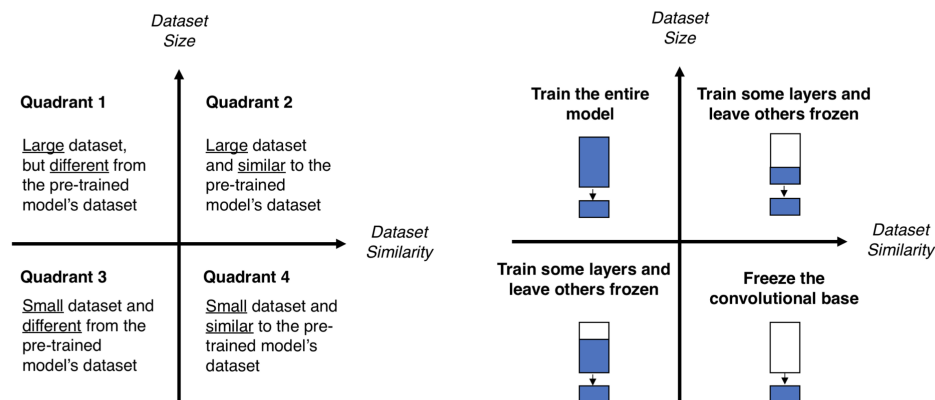 Dataset
Size
Quadrant 1
Large dataset,
but different from
the pre-trained
model's dataset
Quadrant 2
Large dataset
and similar to the
pre-trained
model's dataset
Dataset
Similarity
Quadrant 3
Small dataset and
different from the
pre-trained
model's dataset
Quadrant 4
Small dataset and
similar to the pre-
trained model's
dataset
Dataset
Size
Train the entire
model
Train some layers and
leave others frozen
Dataset
Similarity
Train some layers and
leave others frozen
Freeze the
convolutional base